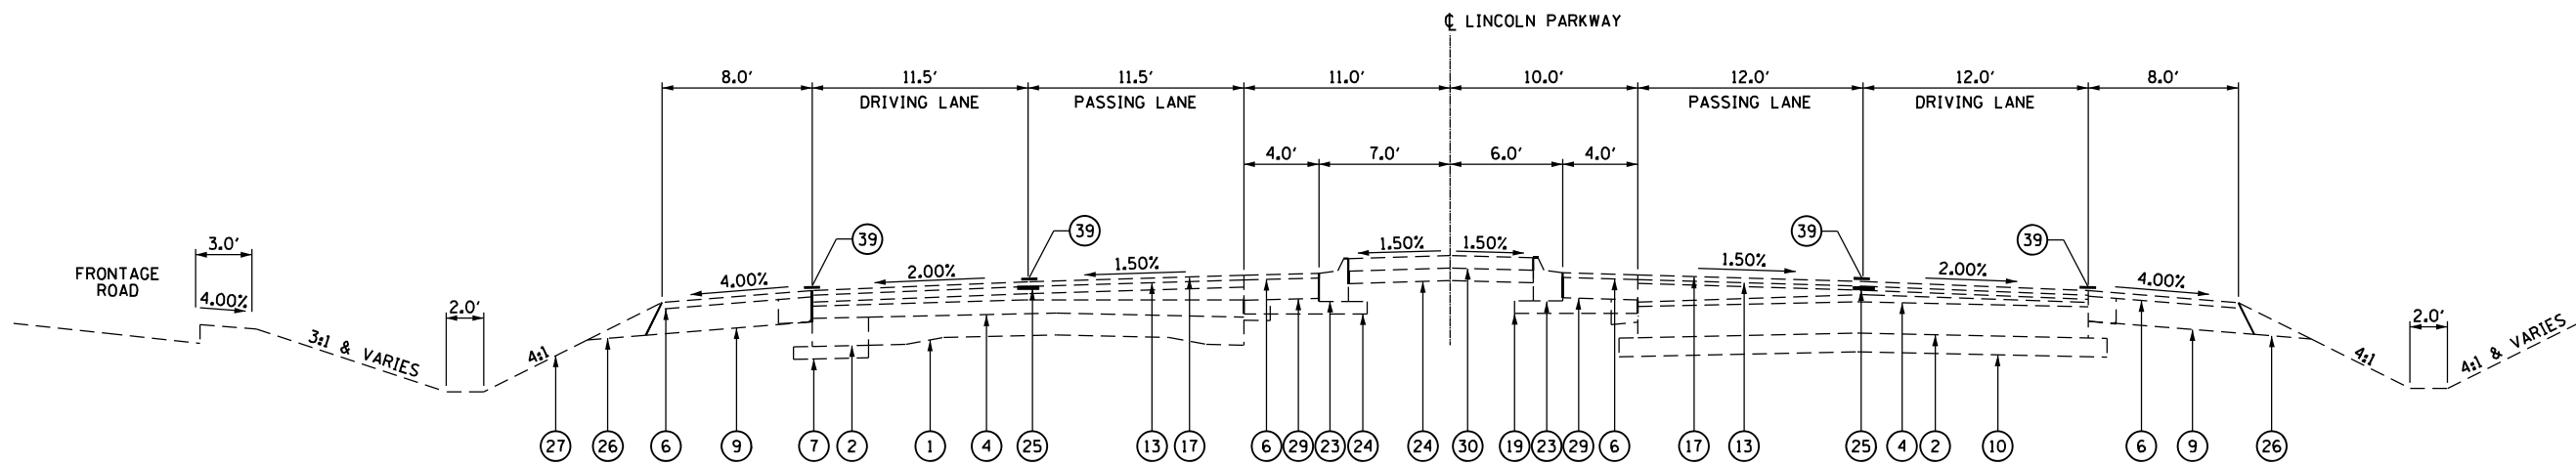 ℄ LINCOLN PARKWAY
8.0' 11.5' 11.5' 11.0' 10.0' 12.0' 12.0' 8.0'
DRIVING LANE PASSING LANE PASSING LANE DRIVING LANE
4.0' 7.0' 6.0' 4.0'
39 39 39 39
3.0' 1.50% 1.50%
FRONTAGE
ROAD
4.00% 4.00% 2.00% 1.50% 1.50% 2.00% 4.00%
2.0' 2.0'
3:1 & VARIES 4:1 4:1 4:1 & VARIES
27 26 6 9 7 2 1 4 25 13 17 6 29 23 24 24 30 19 23 29 6 17 13 25 4 2 10 6 9 26